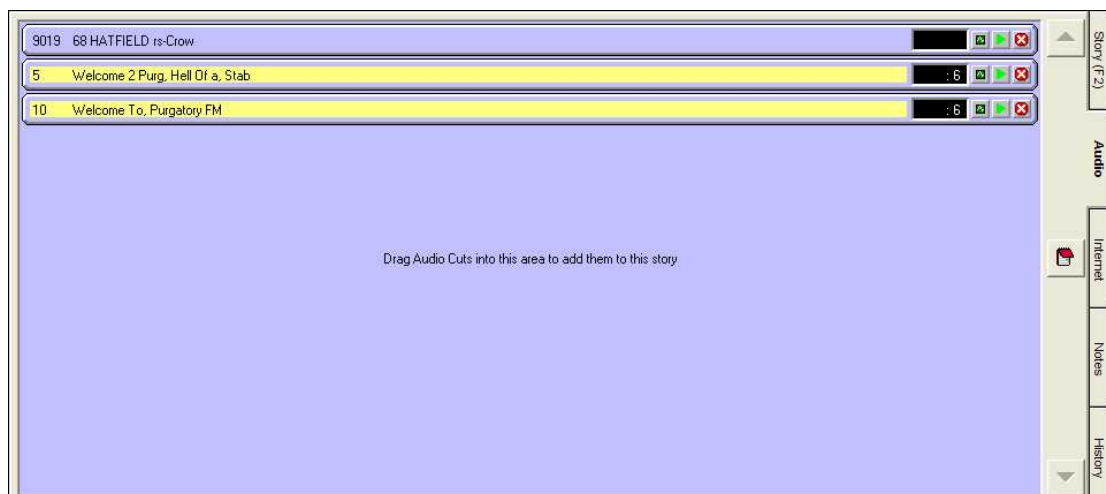 9019 68 HATFIELD rs-Crow
5 Welcome 2 Purg, Hell Of a, Stab :6
10 Welcome To, Purgatory FM :6
Drag Audio Cuts into this area to add them to this story
Story (F2)
Audio
Internet
Notes
History